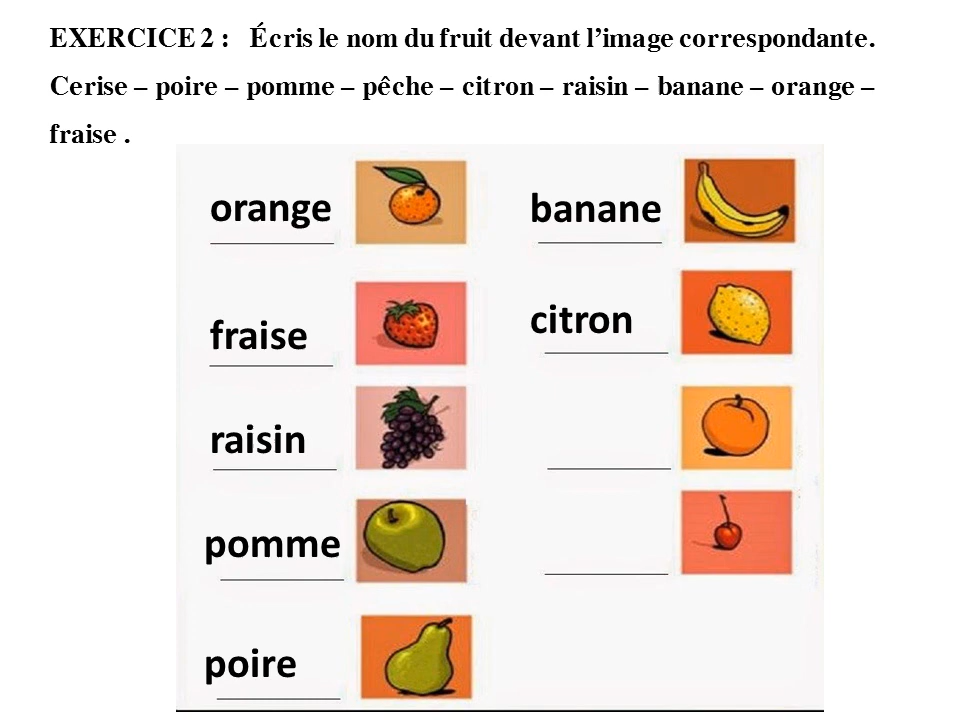 EXERCICE 2 : Écris le nom du fruit devant l’image correspondante.
Cerise – poire – pomme – pêche – citron – raisin – banane – orange –
fraise .
orange
banane
fraise
citron
raisin
pomme
poire